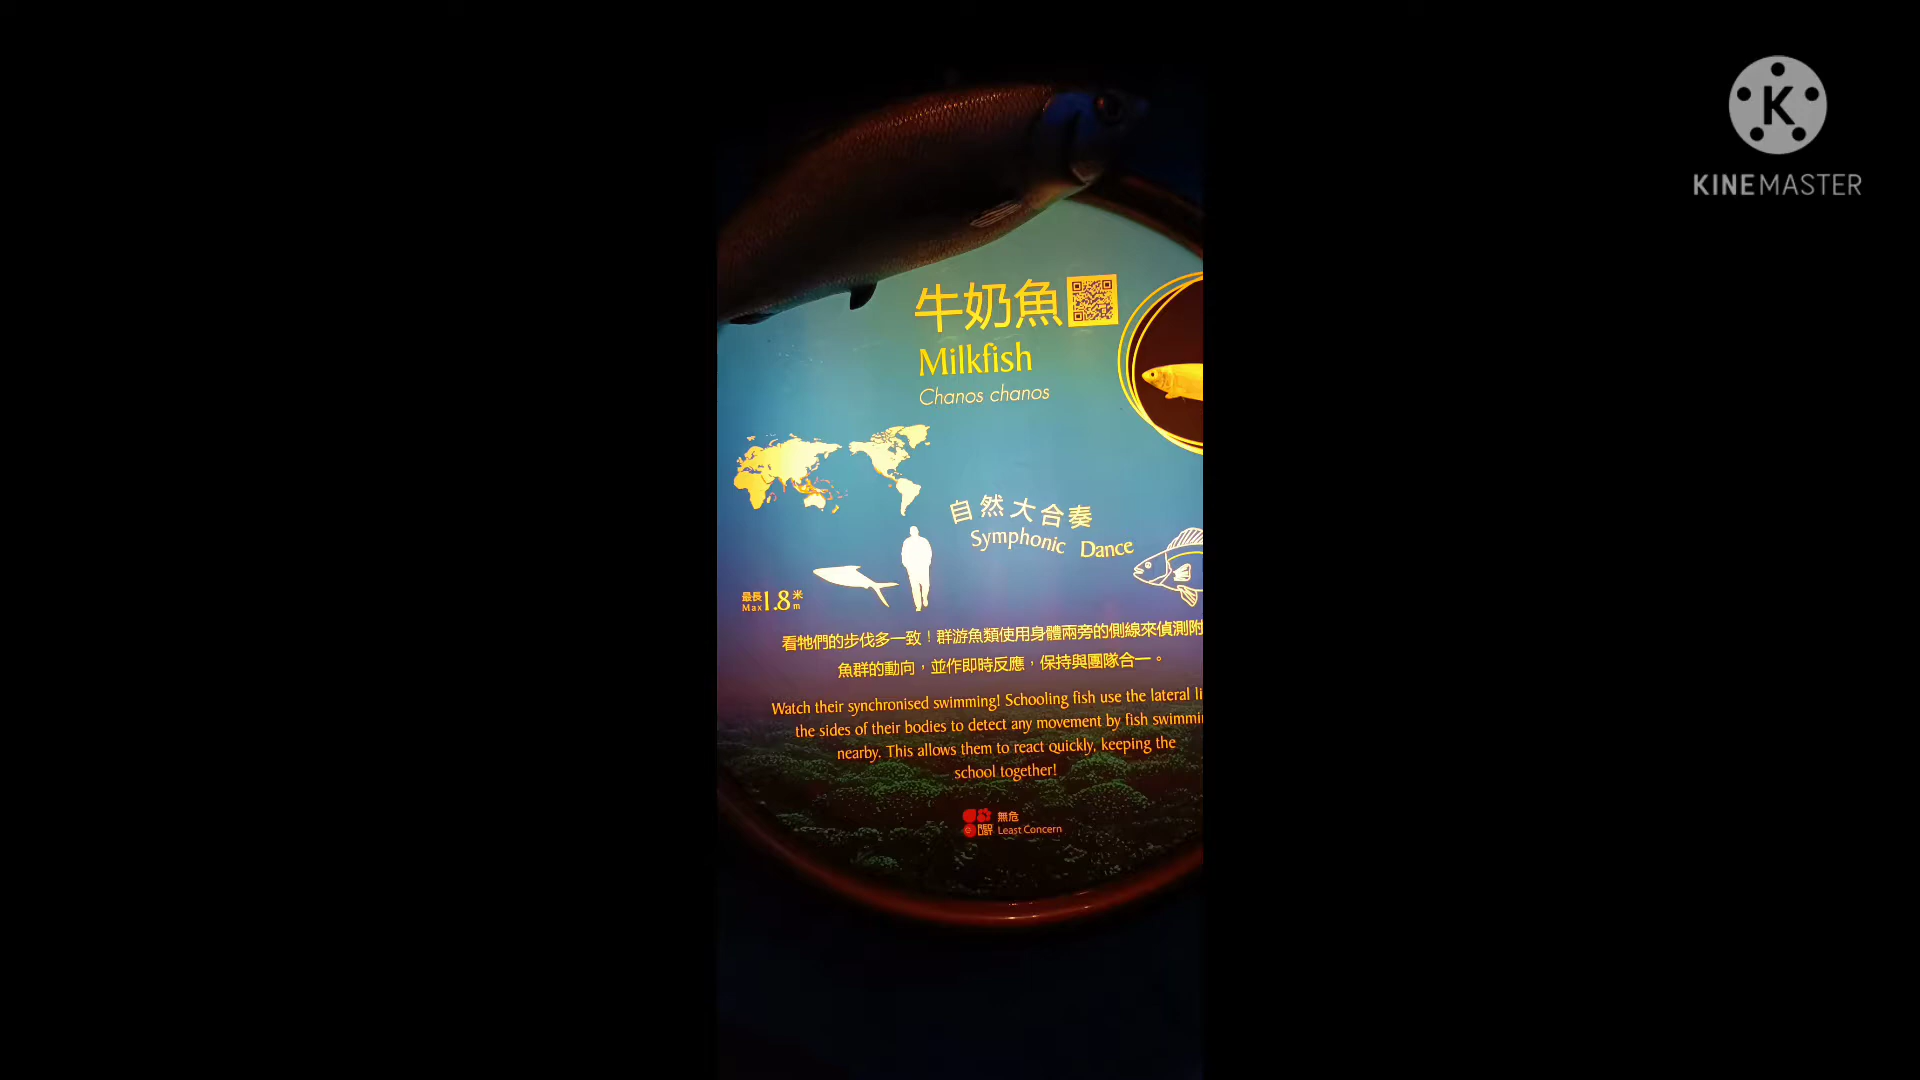 K
KINEMASTER
牛奶魚
Milkfish
Chanos chanos
自然大合奏
Symphonic Dance
最長 1.8 米
Max m
看牠們的步伐多一致！群游魚類使用身體兩旁的側線來偵測附
魚群的動向，並作即時反應，保持與團隊合一。
Watch their synchronised swimming! Schooling fish use the lateral li
the sides of their bodies to detect any movement by fish swimmi
nearby. This allows them to react quickly, keeping the
school together!
無危
Least Concern